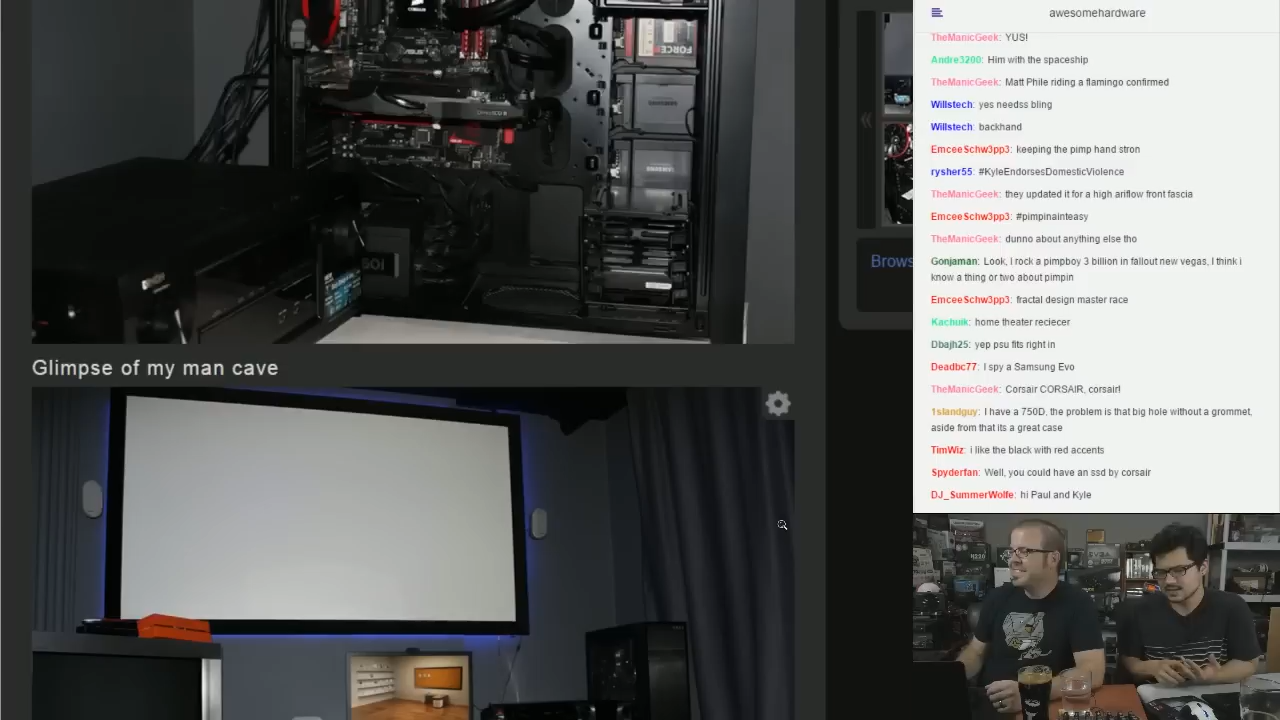 awesomehardware
TheManicGeek: YUS!
Andre3200: Him with the spaceship
TheManicGeek: Matt Phile riding a flamingo confirmed
Willstech: yes needss bling
Willstech: backhand
EmceeSchw3pp3: keeping the pimp hand stron
rysher55: #KyleEndorsesDomesticViolence
TheManicGeek: they updated it for a high ariflow front fascia
EmceeSchw3pp3: #pimpinainteasy
TheManicGeek: dunno about anything else tho
Gonjaman: Look, I rock a pimpboy 3 billion in fallout new vegas, I think i
know a thing or two about pimpin
EmceeSchw3pp3: fractal design master race
Kachuik: home theater reciecer
Dbajh25: yep psu fits right in
Deadbc77: I spy a Samsung Evo
TheManicGeek: Corsair CORSAIR, corsair!
1slandguy: I have a 750D, the problem is that big hole without a grommet,
aside from that its a great case
TimWiz: i like the black with red accents
Spyderfan: Well, you could have an ssd by corsair
DJ_SummerWolfe: hi Paul and Kyle
Brows
FORCE
Glimpse of my man cave